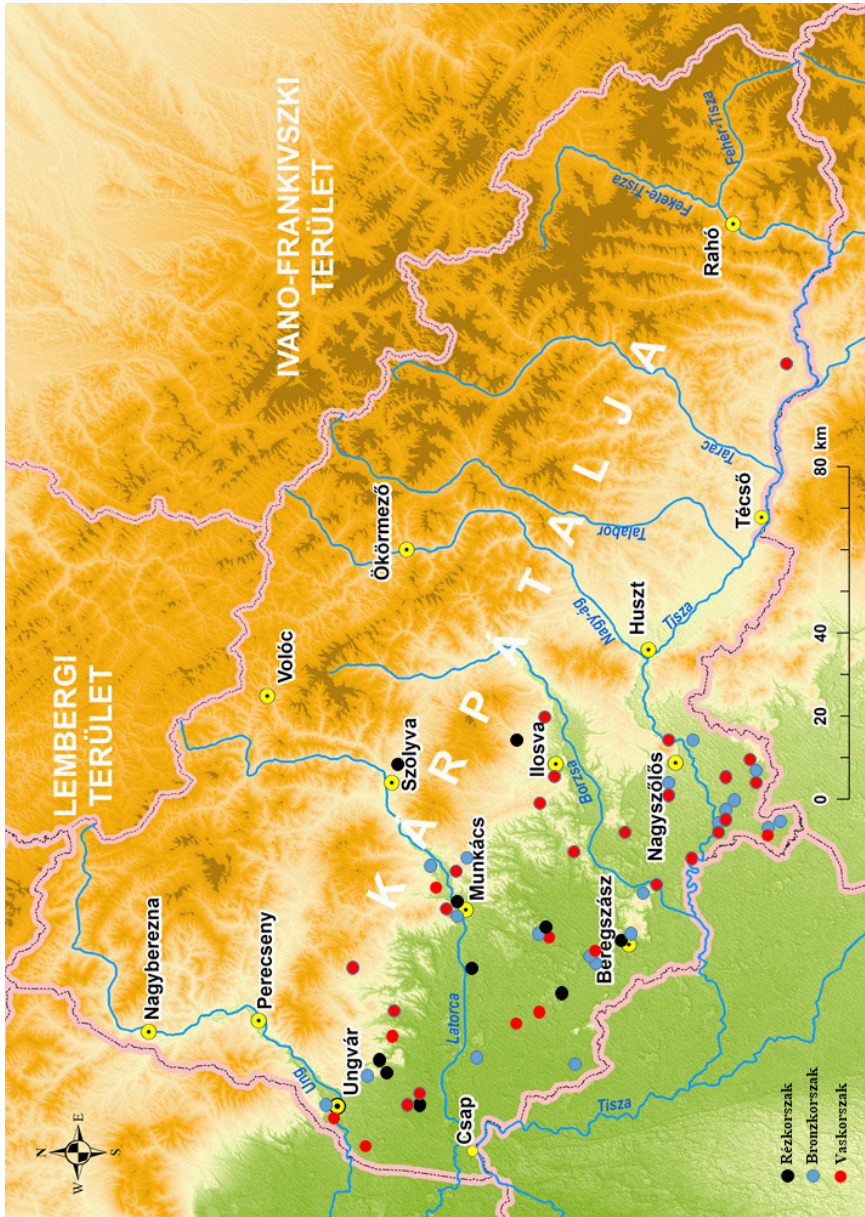 N
W
E
S
LEMBERGI
TERÜLET
IVANO-FRANKIVSZKI
TERÜLET
KÁRPÁTALJA
Nagyberezna
Perecseny
Ung
Ungvár
Volóc
Szolyva
Munkács
Latorca
Csap
Tisza
Ökörmező
Ilosva
Borzsa
Beregszász
Nagyszőlős
Huszt
Nagy-ág
Tisza
Talabor
Tarac
Técső
Rahó
Fekete-Tisza
Fehér-Tisza
Rézkorszak
Bronzkorszak
Vaskorszak
0
20
40
80 km